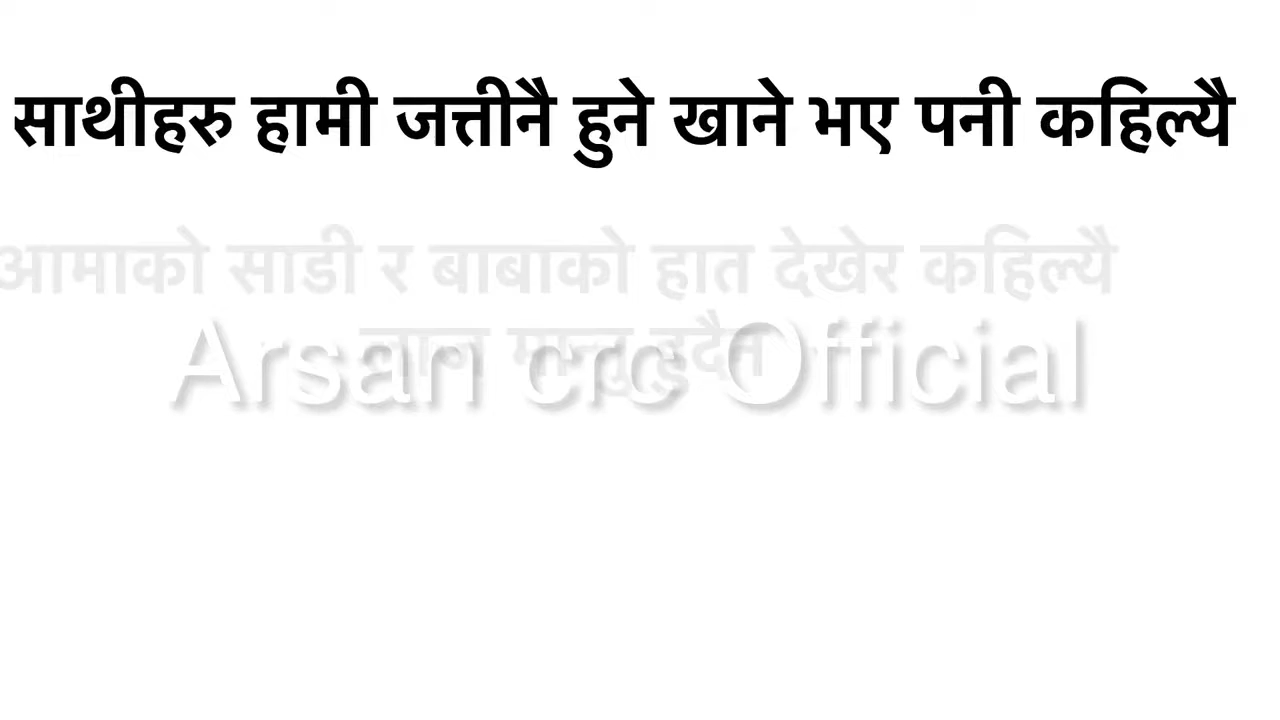 साथीहरु हामी जत्तीनै हुने खाने भए पनी कहिल्यै
आमाको साडी र बाबाको हात देखेर कहिल्यै
लाज मान्नु हुदैन
Arsan crc Official